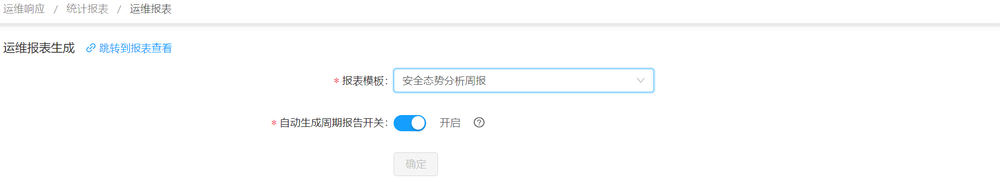 运维响应 / 统计报表 / 运维报表
运维报表生成 跳转到报表查看
* 报表模板: 安全态势分析周报
* 自动生成周期报告开关: 开启 ?
确定